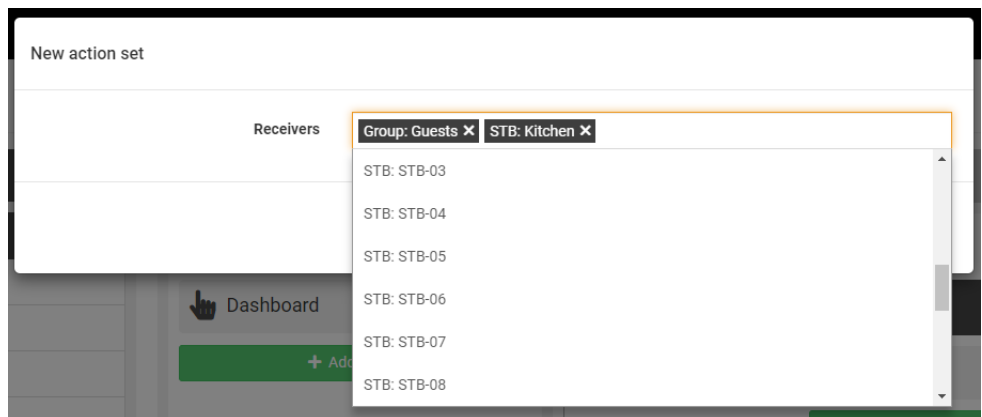 New action set
Receivers
Group: Guests ✕ STB: Kitchen ✕
STB: STB-03
STB: STB-04
STB: STB-05
STB: STB-06
Dashboard
STB: STB-07
+ Add
STB: STB-08